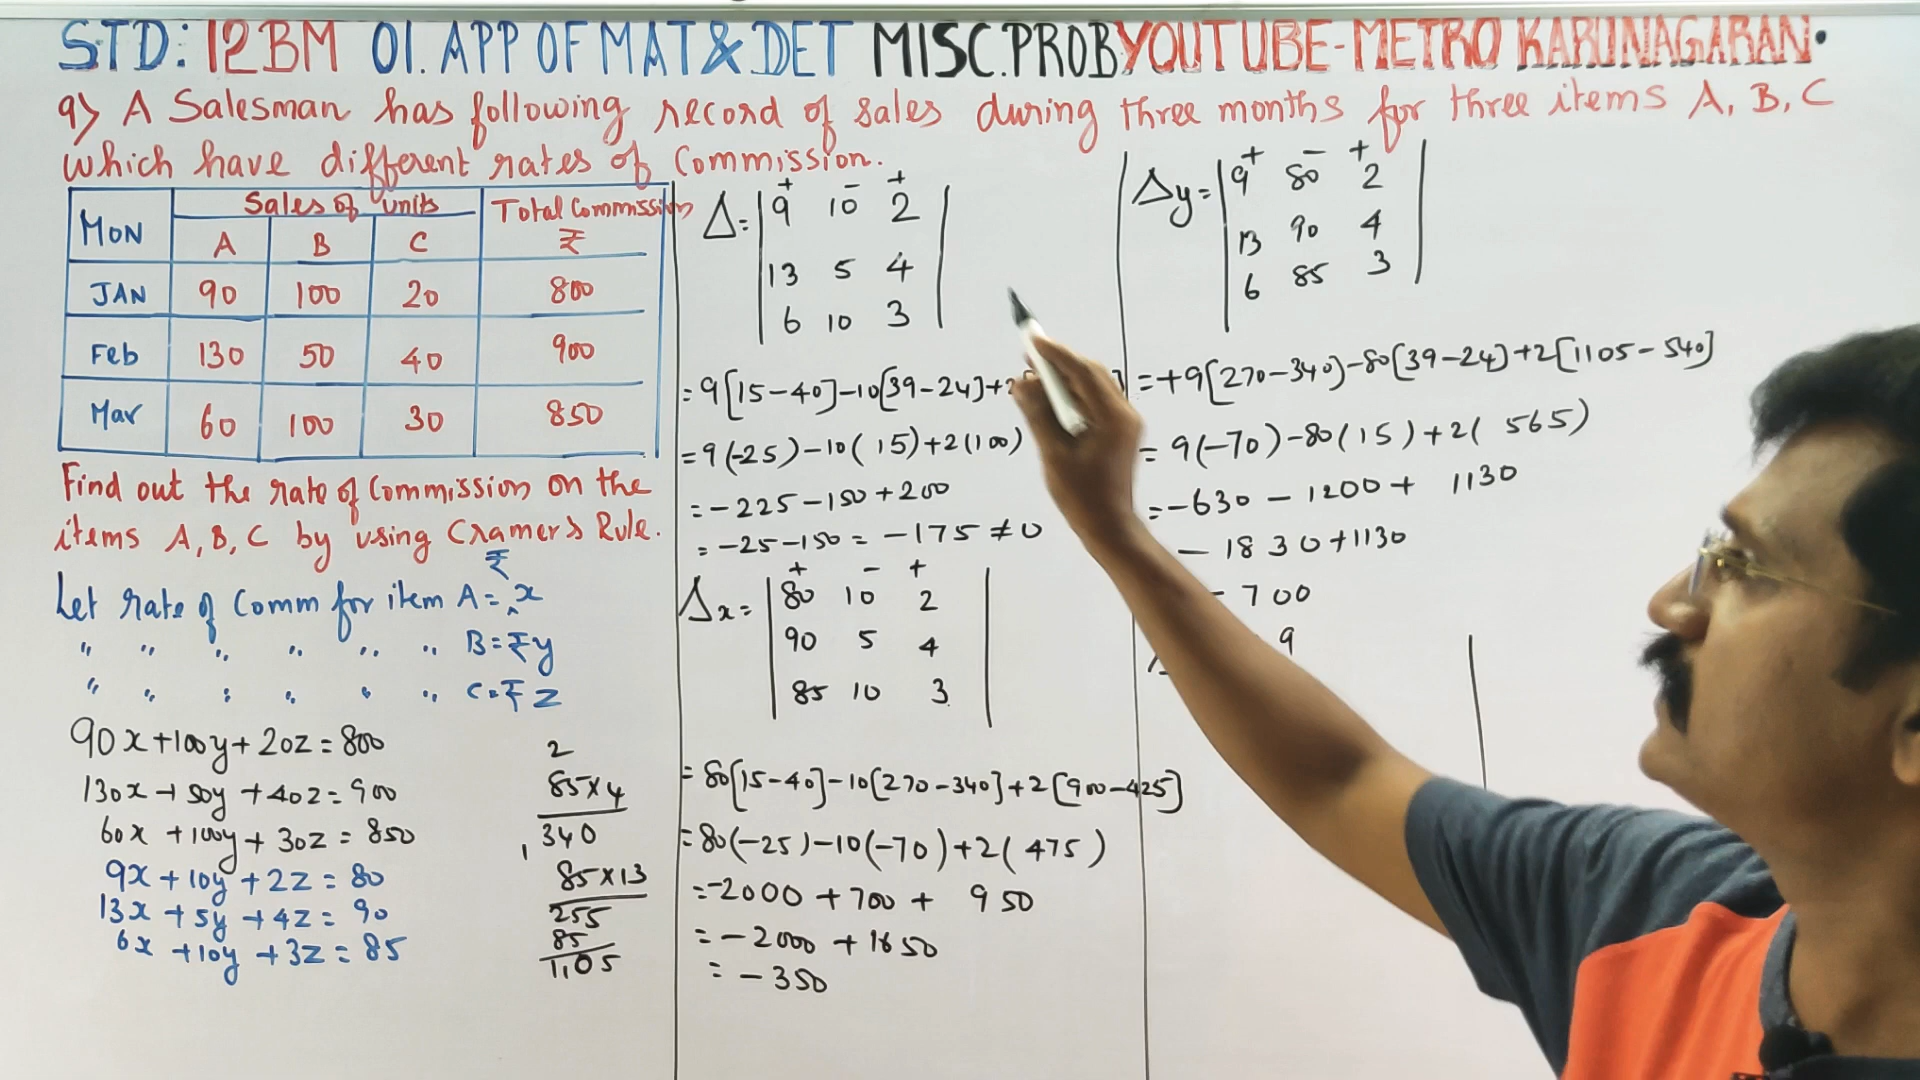 STD: 12BM 01. APP OF MAT & DET MISC.PROB YOUTUBE-METRO KARUNAGARAN.
9) A Salesman has following record of sales during three months for three items A, B, C
which have different rates of Commission.
MON Sales of units Total Commission
A B C ₹
JAN 90 100 20 800
Feb 130 50 40 900
Mar 60 100 30 850
Find out the rate of Commission on the
items A, B, C by using Cramer's Rule.
Let rate of Comm for item A = ₹ x
" " " " " " B = ₹ y
" " " " " " C = ₹ z
90x+100y+20z=800
130x+50y+40z=900
60x+100y+30z=850
9x+10y+2z=80
13x+5y+4z=90
6x+10y+3z=85
2
85×4
340
1
85×13
255
85
1105
+ - +
Δ= 9 10 2
13 5 4
6 10 3
=9[15-40]-10[39-24]+2
=9(-25)-10(15)+2(100)
=-225-150+200
=-25-150=-175≠0
+ - +
Δx= 80 10 2
90 5 4
85 10 3
=80[15-40]-10[270-340]+2[900-425]
=80(-25)-10(-70)+2(475)
=-2000+700+950
=-2000+1650
=-350
+ - +
Δy= 9 80 2
13 90 4
6 85 3
=+9[270-340]-80[39-24]+2[1105-540]
=9(-70)-80(15)+2(565)
=-630-1200+1130
-1830+1130
-700
9